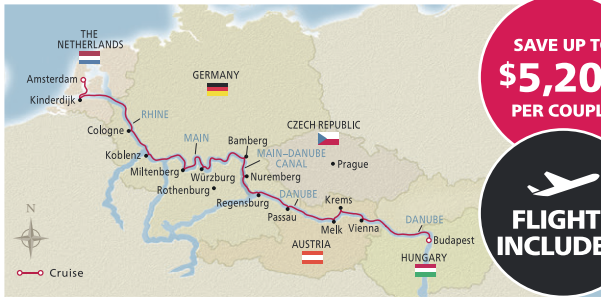 THE
NETHERLANDS
Amsterdam
Kinderdijk
GERMANY
RHINE
Cologne
Koblenz
MAIN
Miltenberg
Würzburg
Rothenburg
Bamberg
MAIN–DANUBE
CANAL
Nuremberg
Regensburg
CZECH REPUBLIC
Prague
DANUBE
Passau
Krems
Melk
Vienna
AUSTRIA
DANUBE
Budapest
HUNGARY
N
Cruise
SAVE UP TO
$5,20
PER COUPL
FLIGHT
INCLUDE